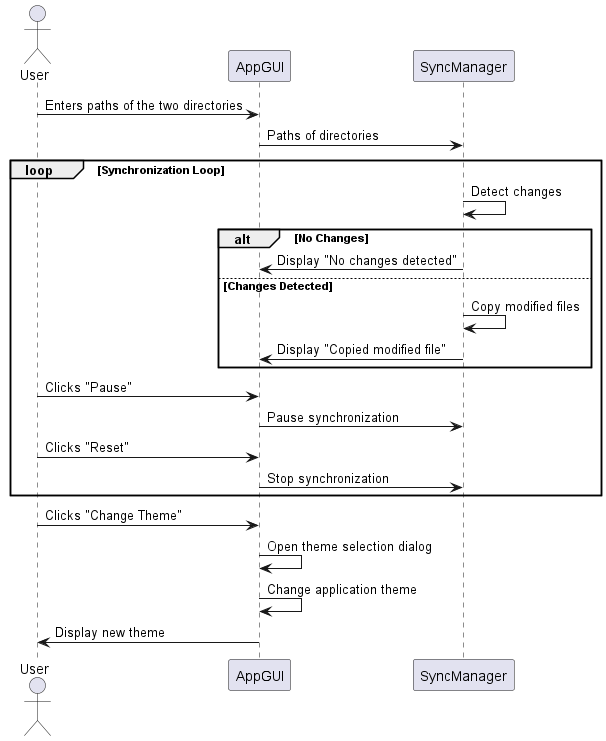 User
AppGUI
SyncManager
Enters paths of the two directories
Paths of directories
loop [Synchronization Loop]
Detect changes
alt [No Changes]
Display "No changes detected"
[Changes Detected]
Copy modified files
Display "Copied modified file"
Clicks "Pause"
Pause synchronization
Clicks "Reset"
Stop synchronization
Clicks "Change Theme"
Open theme selection dialog
Change application theme
Display new theme
User
AppGUI
SyncManager